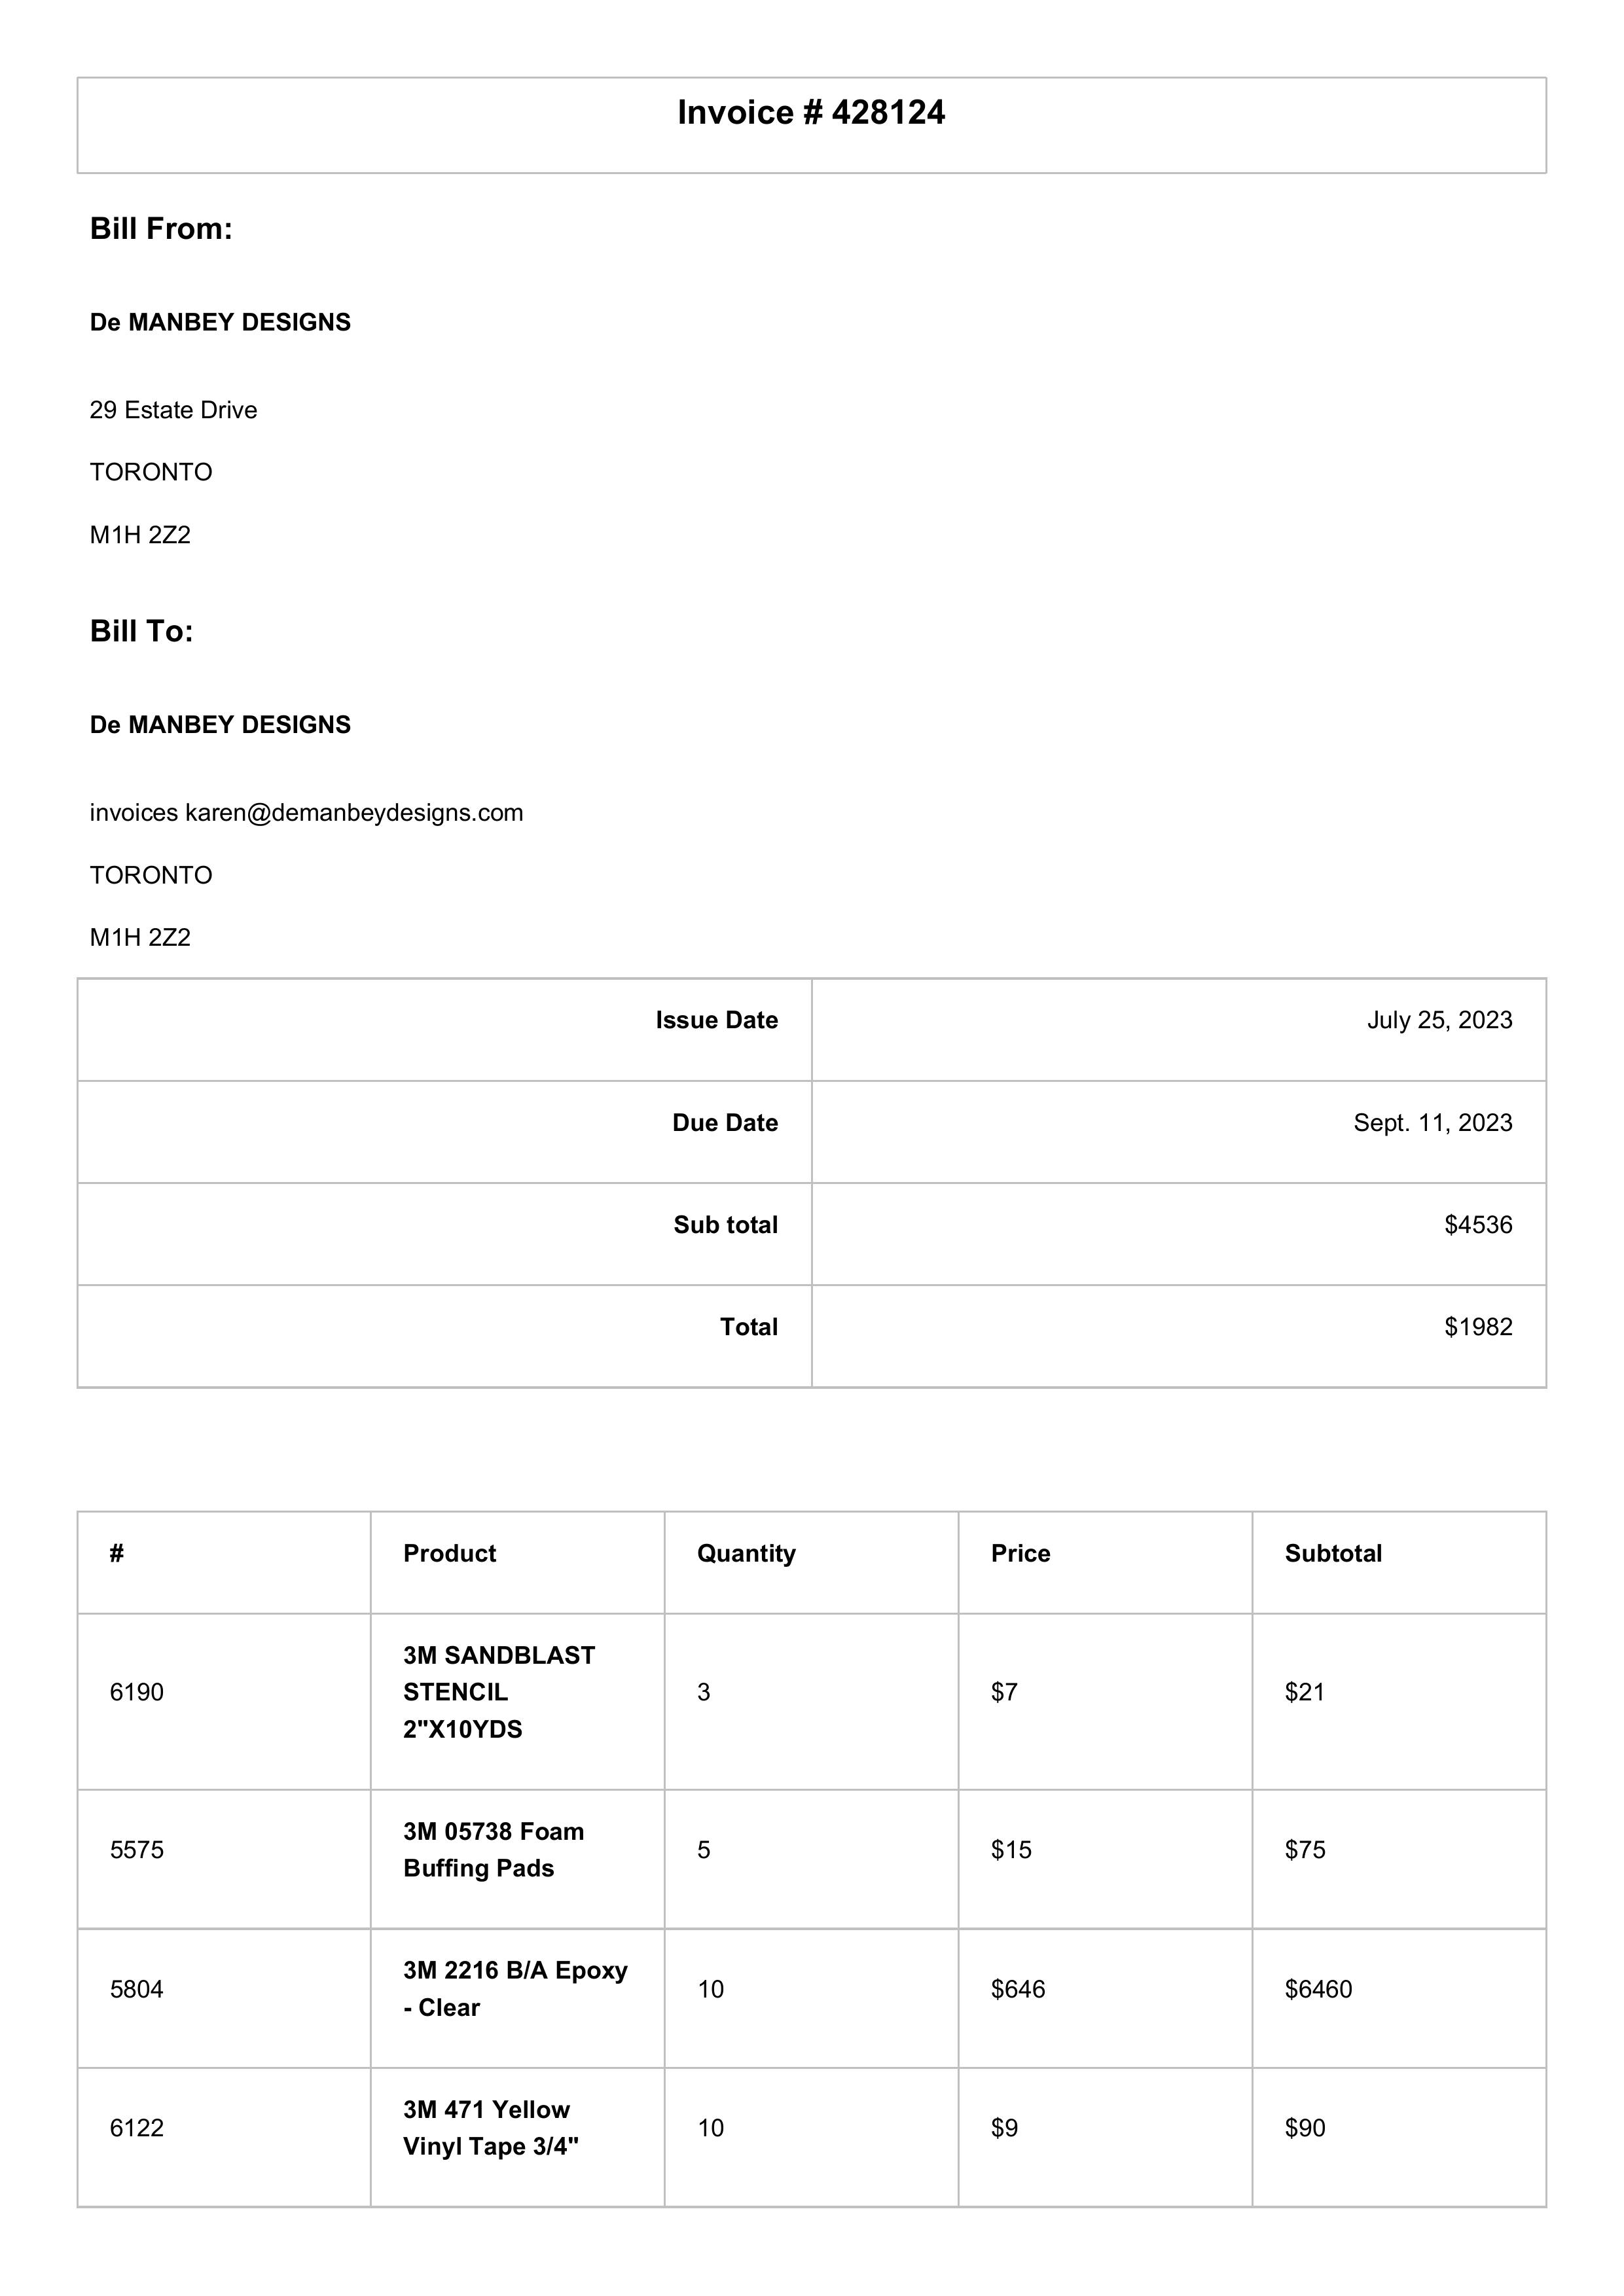 Invoice # 428124
Bill From:
De MANBEY DESIGNS
29 Estate Drive
TORONTO
M1H 2Z2
Bill To:
De MANBEY DESIGNS
invoices karen@demanbeydesigns.com
TORONTO
M1H 2Z2
Issue Date July 25, 2023
Due Date Sept. 11, 2023
Sub total $4536
Total $1982
# Product Quantity Price Subtotal
3M SANDBLAST
6190 STENCIL 3 $7 $21
2"X10YDS
3M 05738 Foam
5575 5 $15 $75
Buffing Pads
3M 2216 B/A Epoxy
5804 10 $646 $6460
- Clear
3M 471 Yellow
6122 10 $9 $90
Vinyl Tape 3/4"